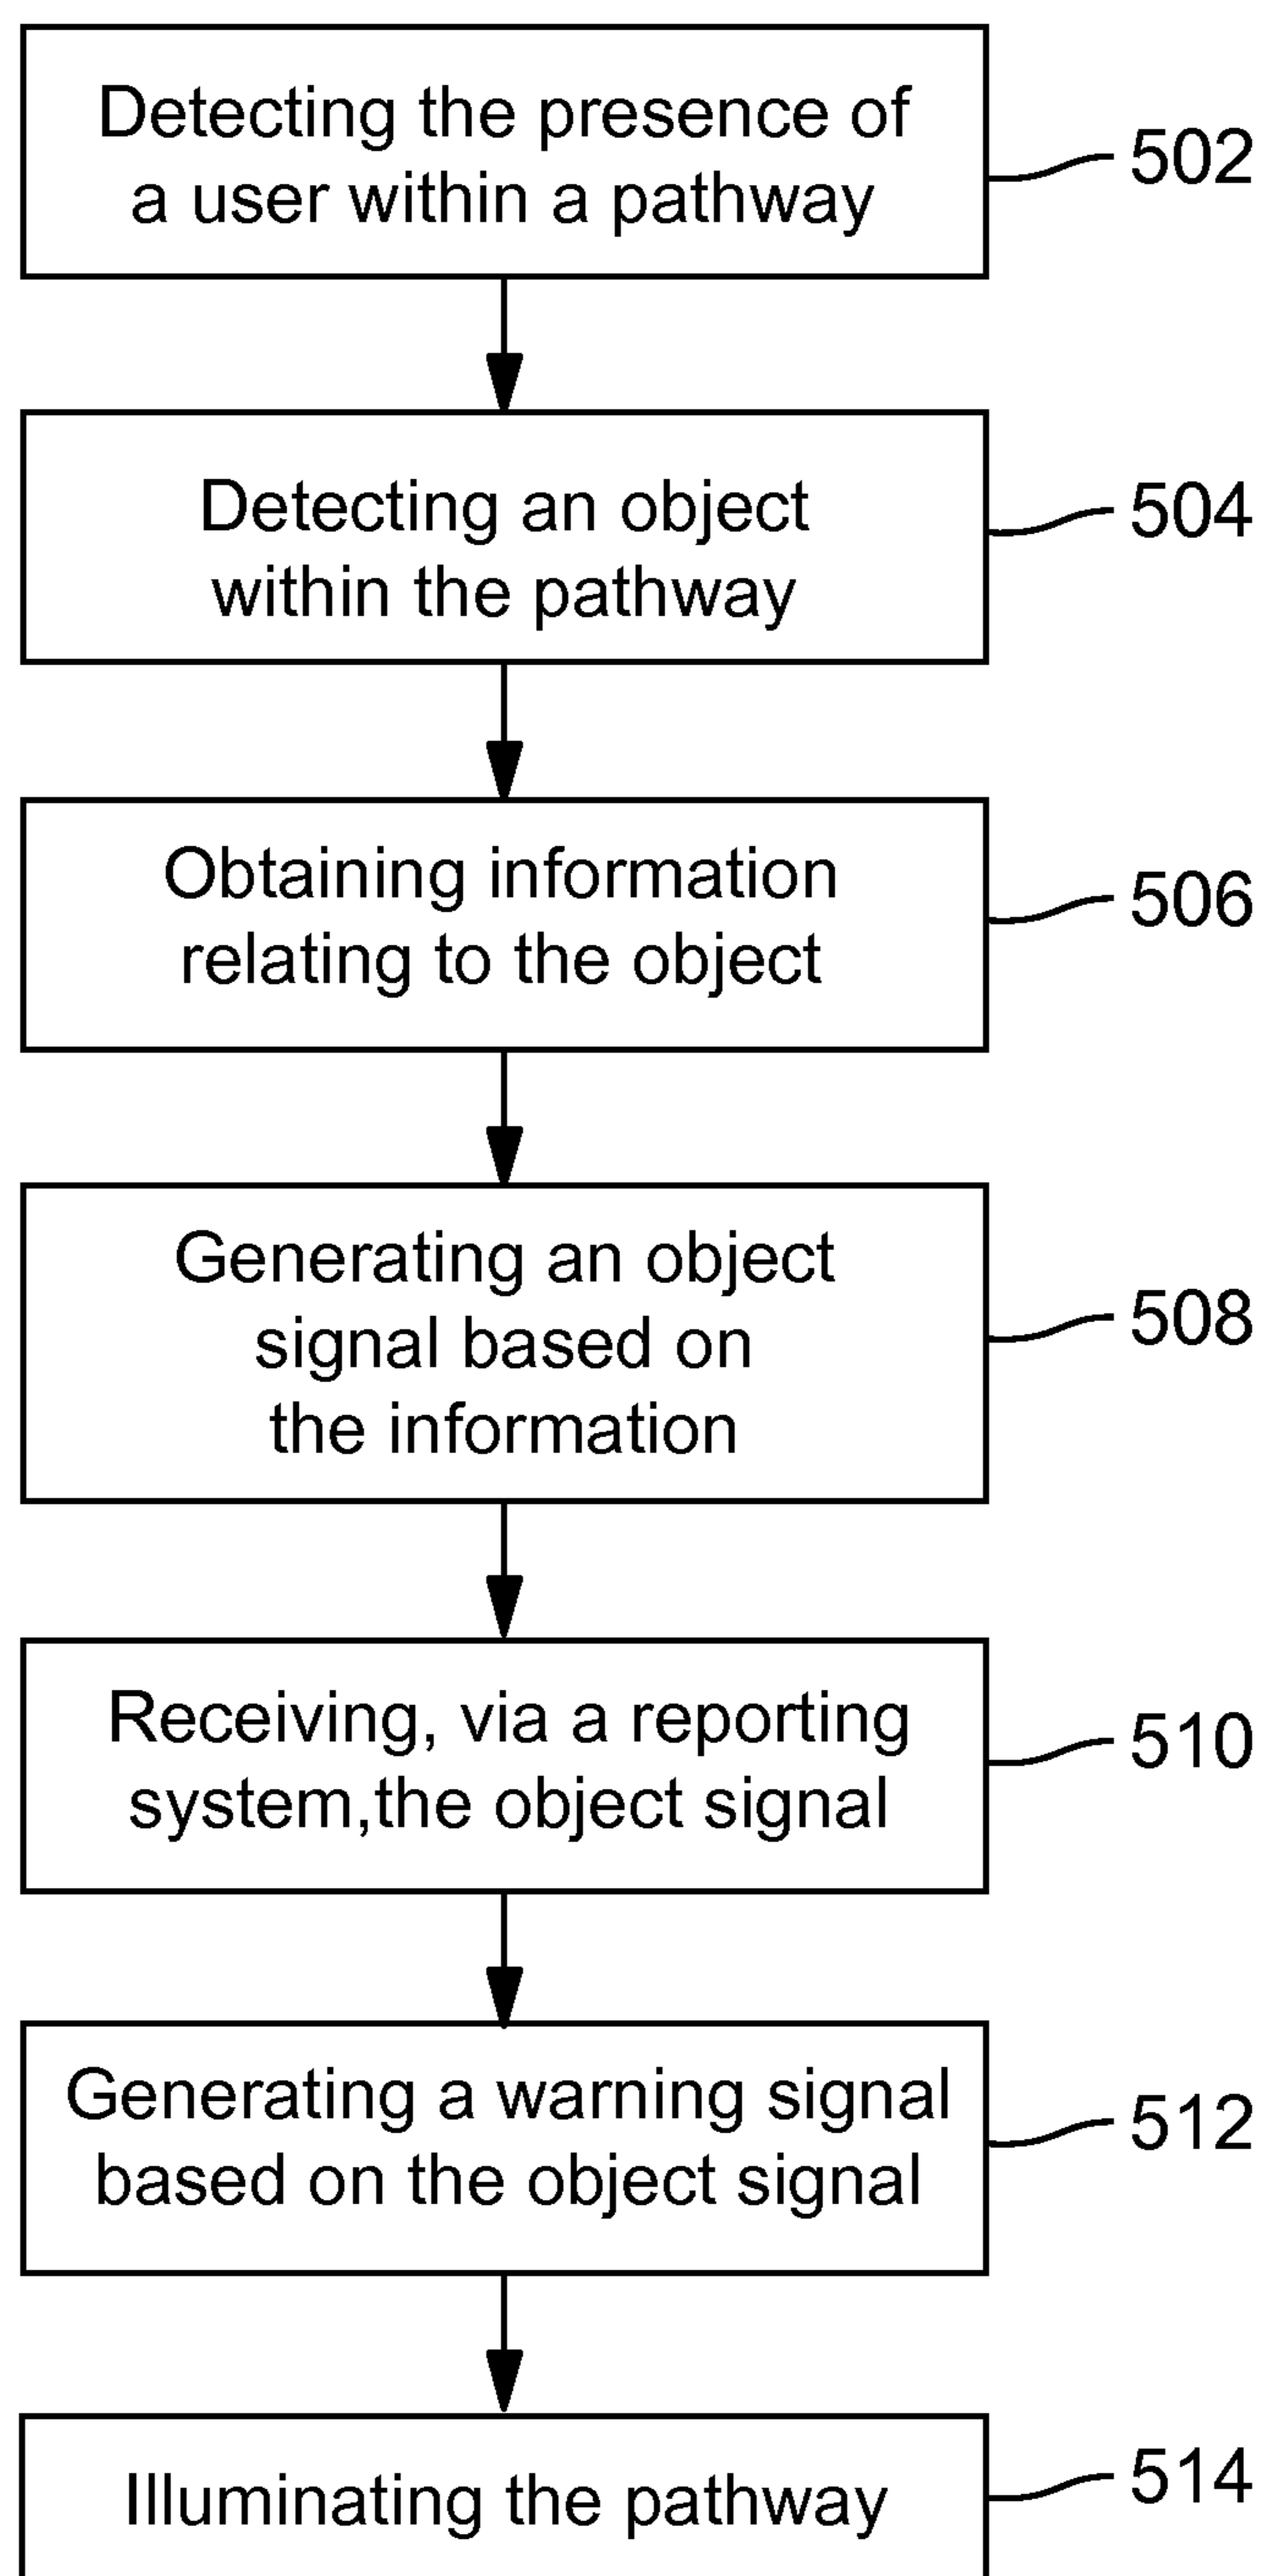 Detecting the presence of
a user within a pathway
502
Detecting an object
within the pathway
504
Obtaining information
relating to the object
506
Generating an object
signal based on
the information
508
Receiving, via a reporting
system,the object signal
510
Generating a warning signal
based on the object signal
512
Illuminating the pathway
514